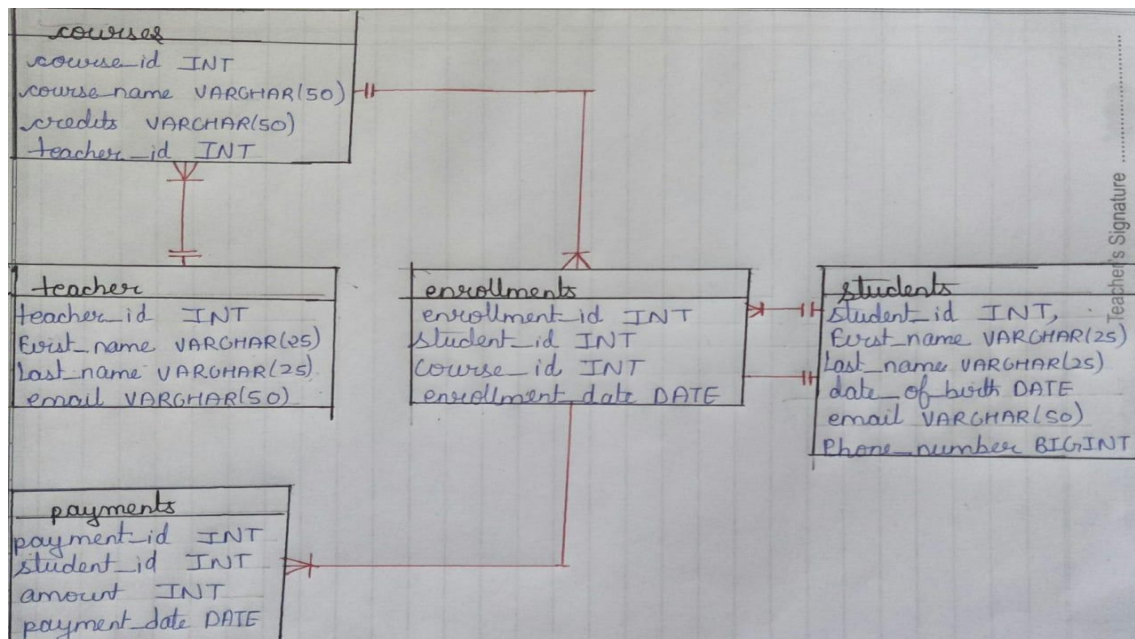 courses
course_id INT
course_name VARCHAR(50)
credits VARCHAR(50)
teacher_id INT
teacher
teacher_id INT
First_name VARCHAR(25)
Last_name VARCHAR(25)
email VARCHAR(50)
enrollments
enrollment_id INT
student_id INT
course_id INT
enrollment_date DATE
students
student_id INT,
First_name VARCHAR(25)
Last_name VARCHAR(25)
date_of_birth DATE
email VARCHAR(50)
Phone_number BIGINT
payments
payment_id INT
student_id INT
amount INT
payment_date DATE
Teacher's Signature ....................